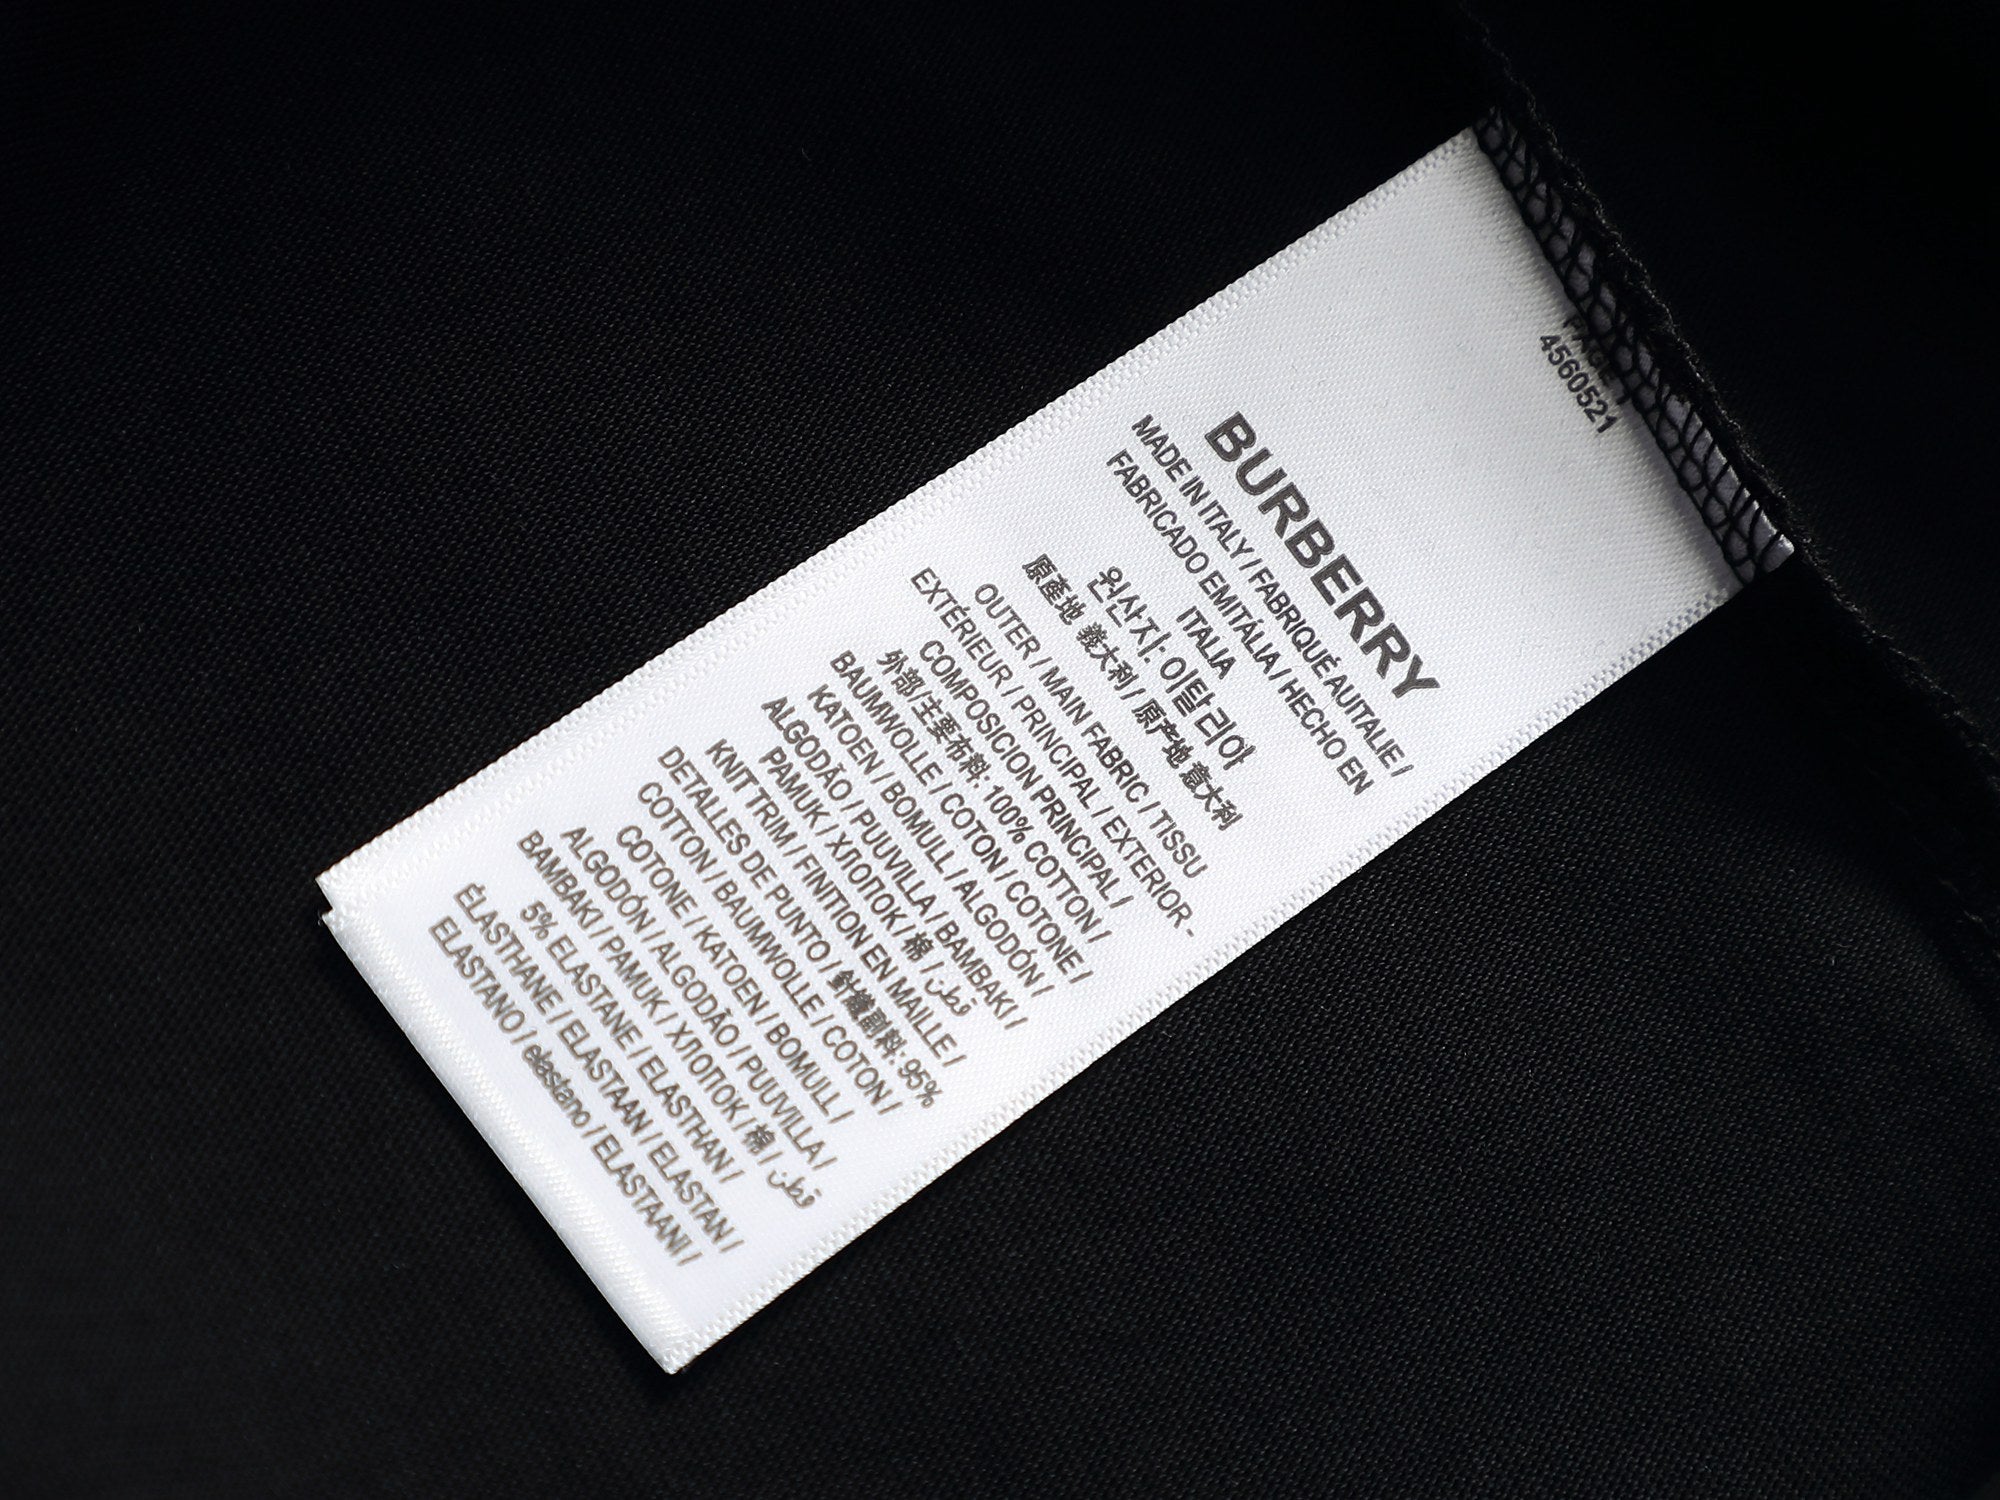 PAGE 1
4560521
BURBERRY
MADE IN ITALY / FABRIQUÉ AUITALIE /
FABRICADO EMITÁLIA / HECHO EN
ITALIA
원산지: 이탈리아
原產地 義大利 / 原产地 意大利
OUTER / MAIN FABRIC / TISSU
EXTÉRIEUR / PRINCIPAL / EXTERIOR -
COMPOSICION PRINCIPAL /
外部/主要布料: 100% COTTON /
BAUMWOLLE / COTON / COTONE /
KATOEN / BOMULL / ALGODÓN /
ALGODÃO / PUUVILLA / BAMBAKI /
PAMUK / ХЛОПОК / 棉 / قطن
KNIT TRIM / FINITION EN MAILLE /
DETALLES DE PUNTO / 針織副料: 95%
COTTON / BAUMWOLLE / COTON /
COTONE / KATOEN / BOMULL /
ALGODÓN / ALGODÃO / PUUVILLA /
BAMBAKI / PAMUK / ХЛОПОК / 棉 / قطن
5% ELASTANE / ELASTHAN /
ÉLASTHANE / ELASTAAN / ELASTAN /
ELASTANO / elastano / ELASTAANI /